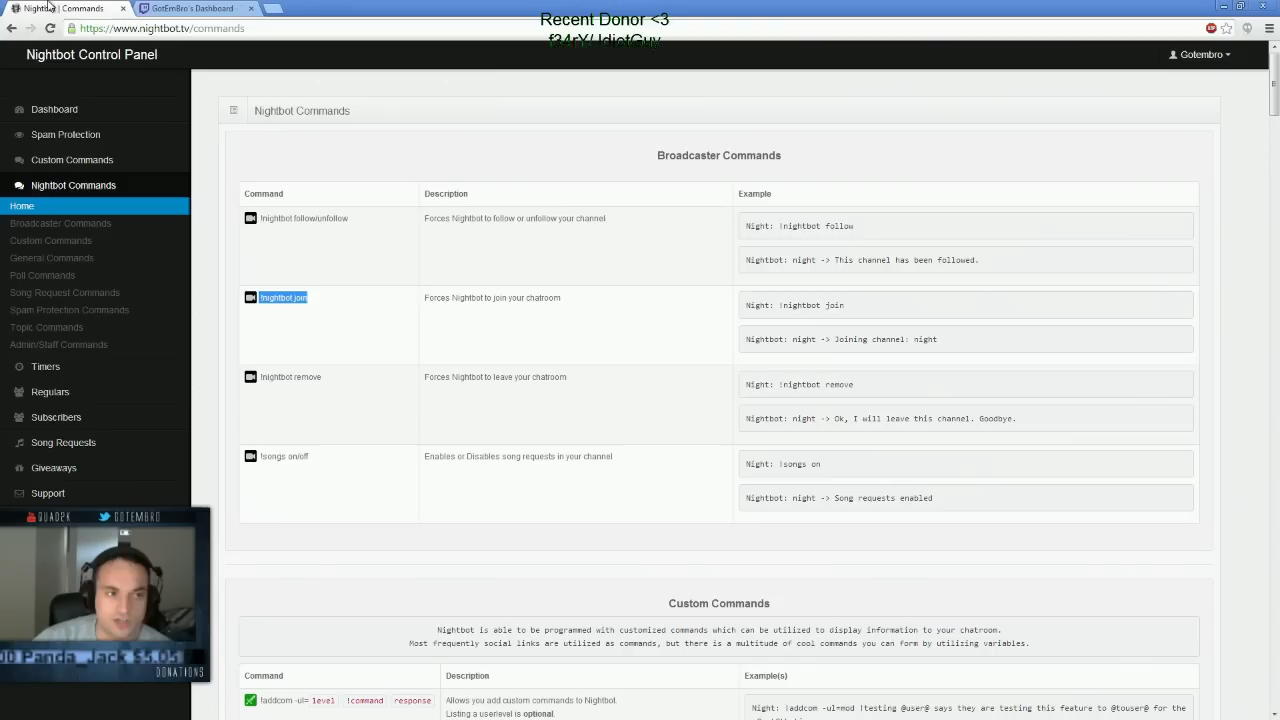 Nightbot | Commands
GotEmBro's Dashboard
https://www.nightbot.tv/commands
Recent Donor <3
f34rY/ IdiotGuy
Nightbot Control Panel
Gotembro
Dashboard
Spam Protection
Custom Commands
Nightbot Commands
Home
Broadcaster Commands
Custom Commands
General Commands
Poll Commands
Song Request Commands
Spam Protection Commands
Topic Commands
Admin/Staff Commands
Timers
Regulars
Subscribers
Song Requests
Giveaways
Support
QUAD2K GOTEMBRO
Panda_Jack $5.05
DONATIONS
Nightbot Commands
Broadcaster Commands
Command Description Example
!nightbot follow/unfollow Forces Nightbot to follow or unfollow your channel Night: !nightbot follow
Nightbot: night -> This channel has been followed.
!nightbot join Forces Nightbot to join your chatroom Night: !nightbot join
Nightbot: night -> Joining channel: night
!nightbot remove Forces Nightbot to leave your chatroom Night: !nightbot remove
Nightbot: night -> Ok, I will leave this channel. Goodbye.
!songs on/off Enables or Disables song requests in your channel Night: !songs on
Nightbot: night -> Song requests enabled
Custom Commands
Nightbot is able to be programmed with customized commands which can be utilized to display information to your chatroom.
Most frequently social links are utilized as commands, but there is a multitude of cool commands you can form by utilizing variables.
Command Description Example(s)
!addcom -ul= level !command response Allows you add custom commands to Nightbot. Night: !addcom -ul=mod !testing @user@ says they are testing this feature to @touser@ for the
Listing a userlevel is optional.